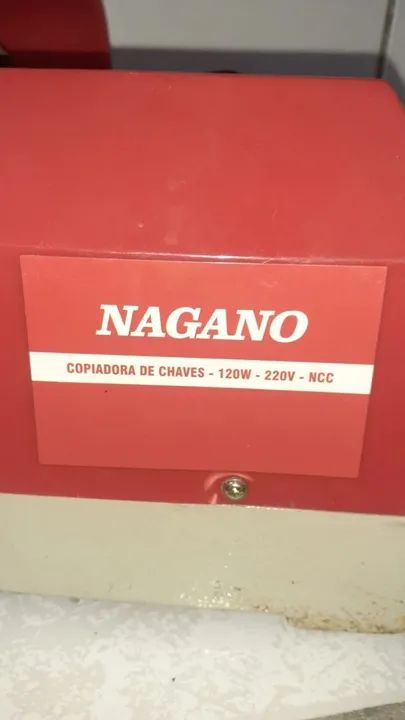 NAGANO
COPIADORA DE CHAVES - 120W - 220V - NCC